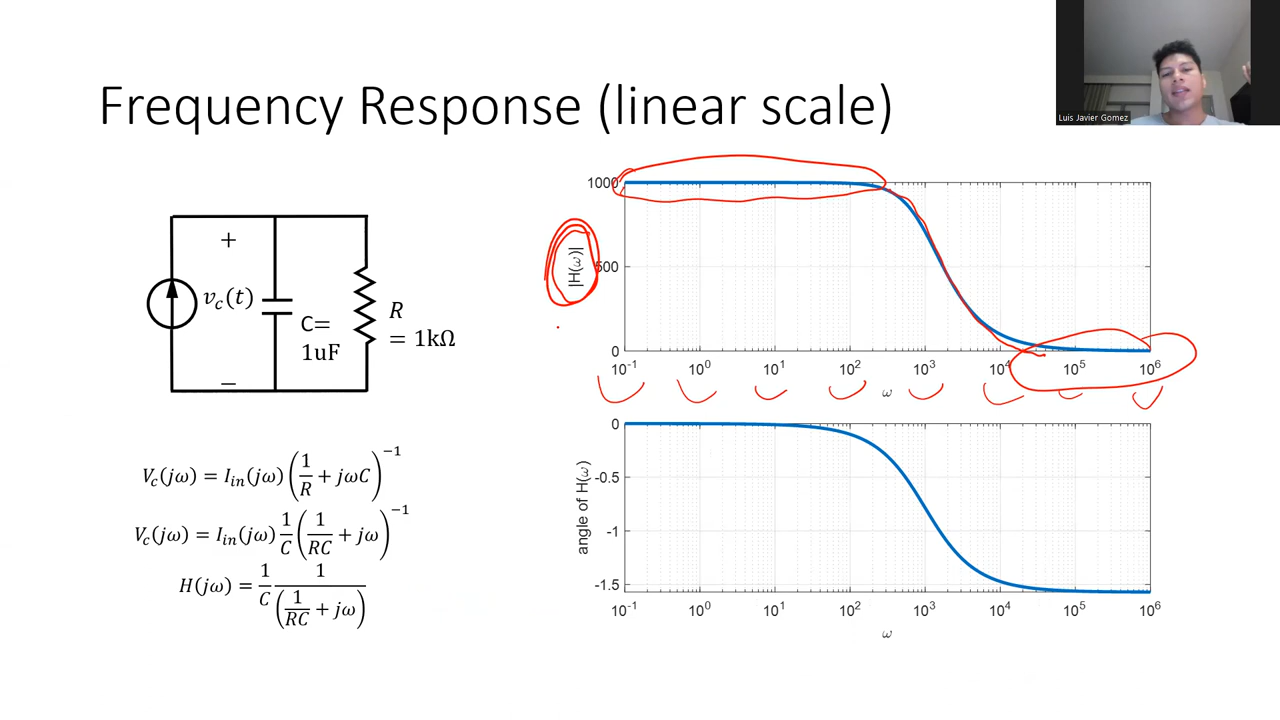 Frequency Response (linear scale)
Luis Javier Gomez
+
v_c(t)
−
C=
1uF
R
= 1kΩ
V_c(jω) = I_in(jω) (1/R + jωC)^−1
V_c(jω) = I_in(jω) 1/C (1/RC + jω)^−1
H(jω) = 1/C 1/(1/RC + jω)
|H(ω)|
1000
500
0
10^-1 10^0 10^1 10^2 10^3 10^4 10^5 10^6
ω
angle of H(ω)
0
-0.5
-1
-1.5
10^-1 10^0 10^1 10^2 10^3 10^4 10^5 10^6
ω